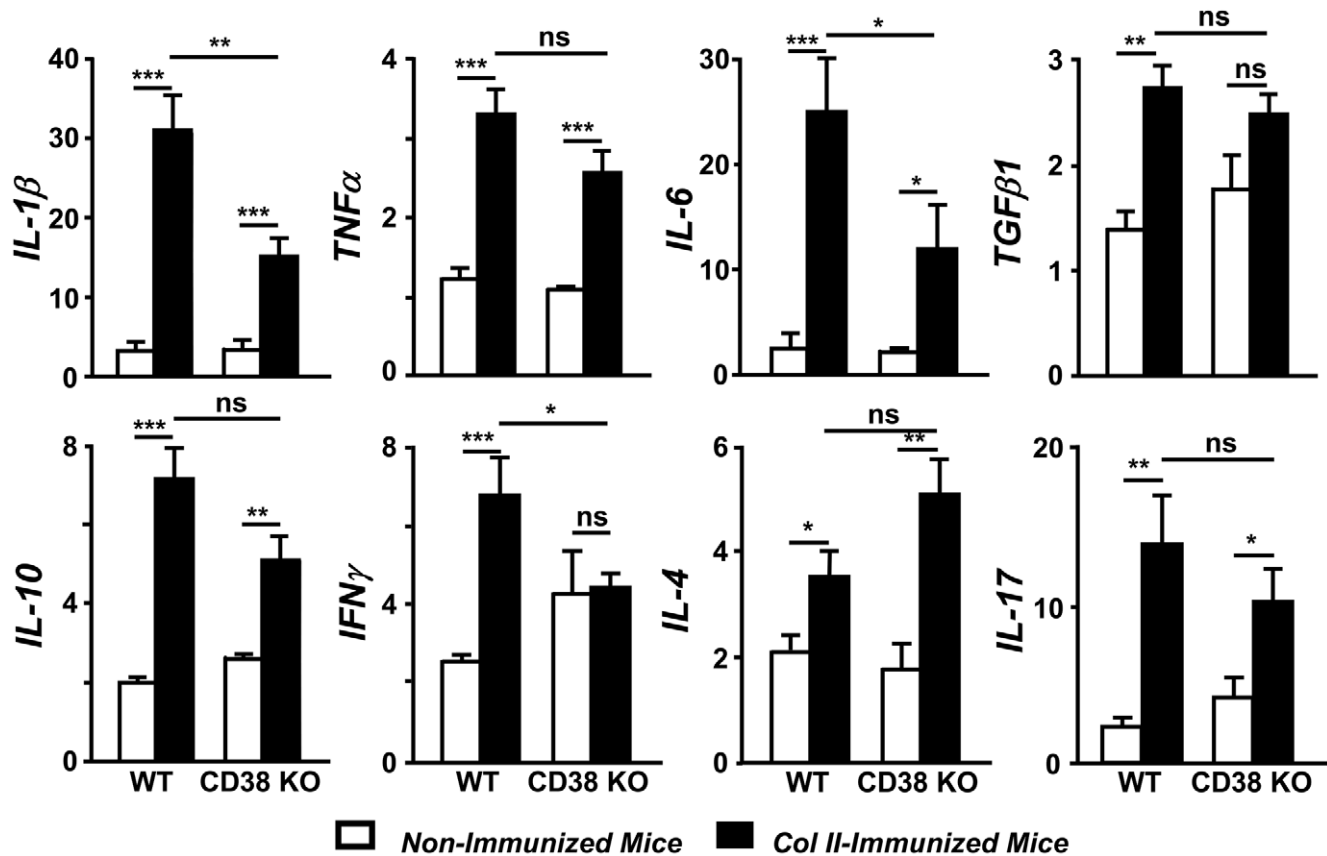 IL-1β
40
30
20
10
0
***
**
***
TNFα
4
2
0
***
ns
***
IL-6
30
20
10
0
***
*
*
TGFβ1
3
2
1
0
**
ns
ns
IL-10
8
4
0
***
ns
**
WT CD38 KO
IFNγ
8
4
0
***
*
ns
WT CD38 KO
IL-4
6
4
2
0
*
ns
**
WT CD38 KO
IL-17
20
10
0
**
ns
*
WT CD38 KO
Non-Immunized Mice Col II-Immunized Mice